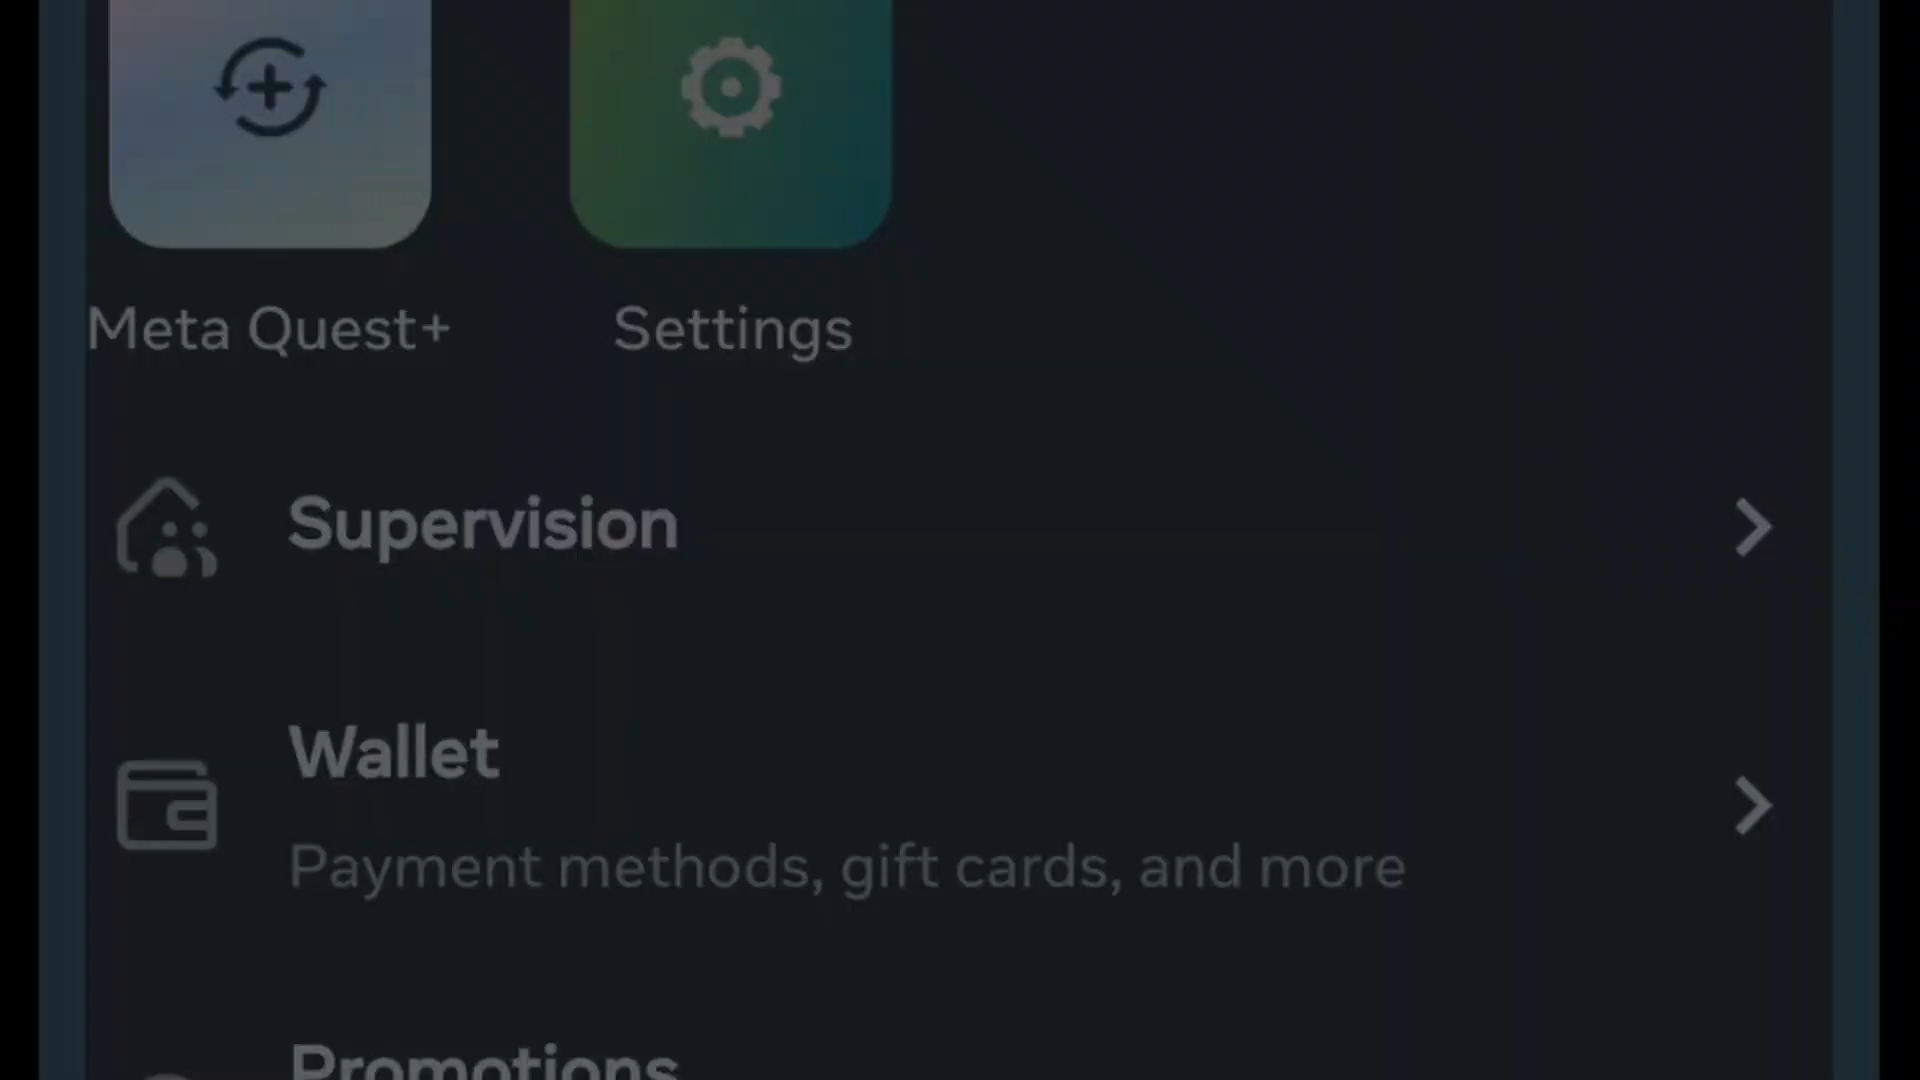 Meta Quest+
Settings
Supervision
Wallet
Payment methods, gift cards, and more
Promotions